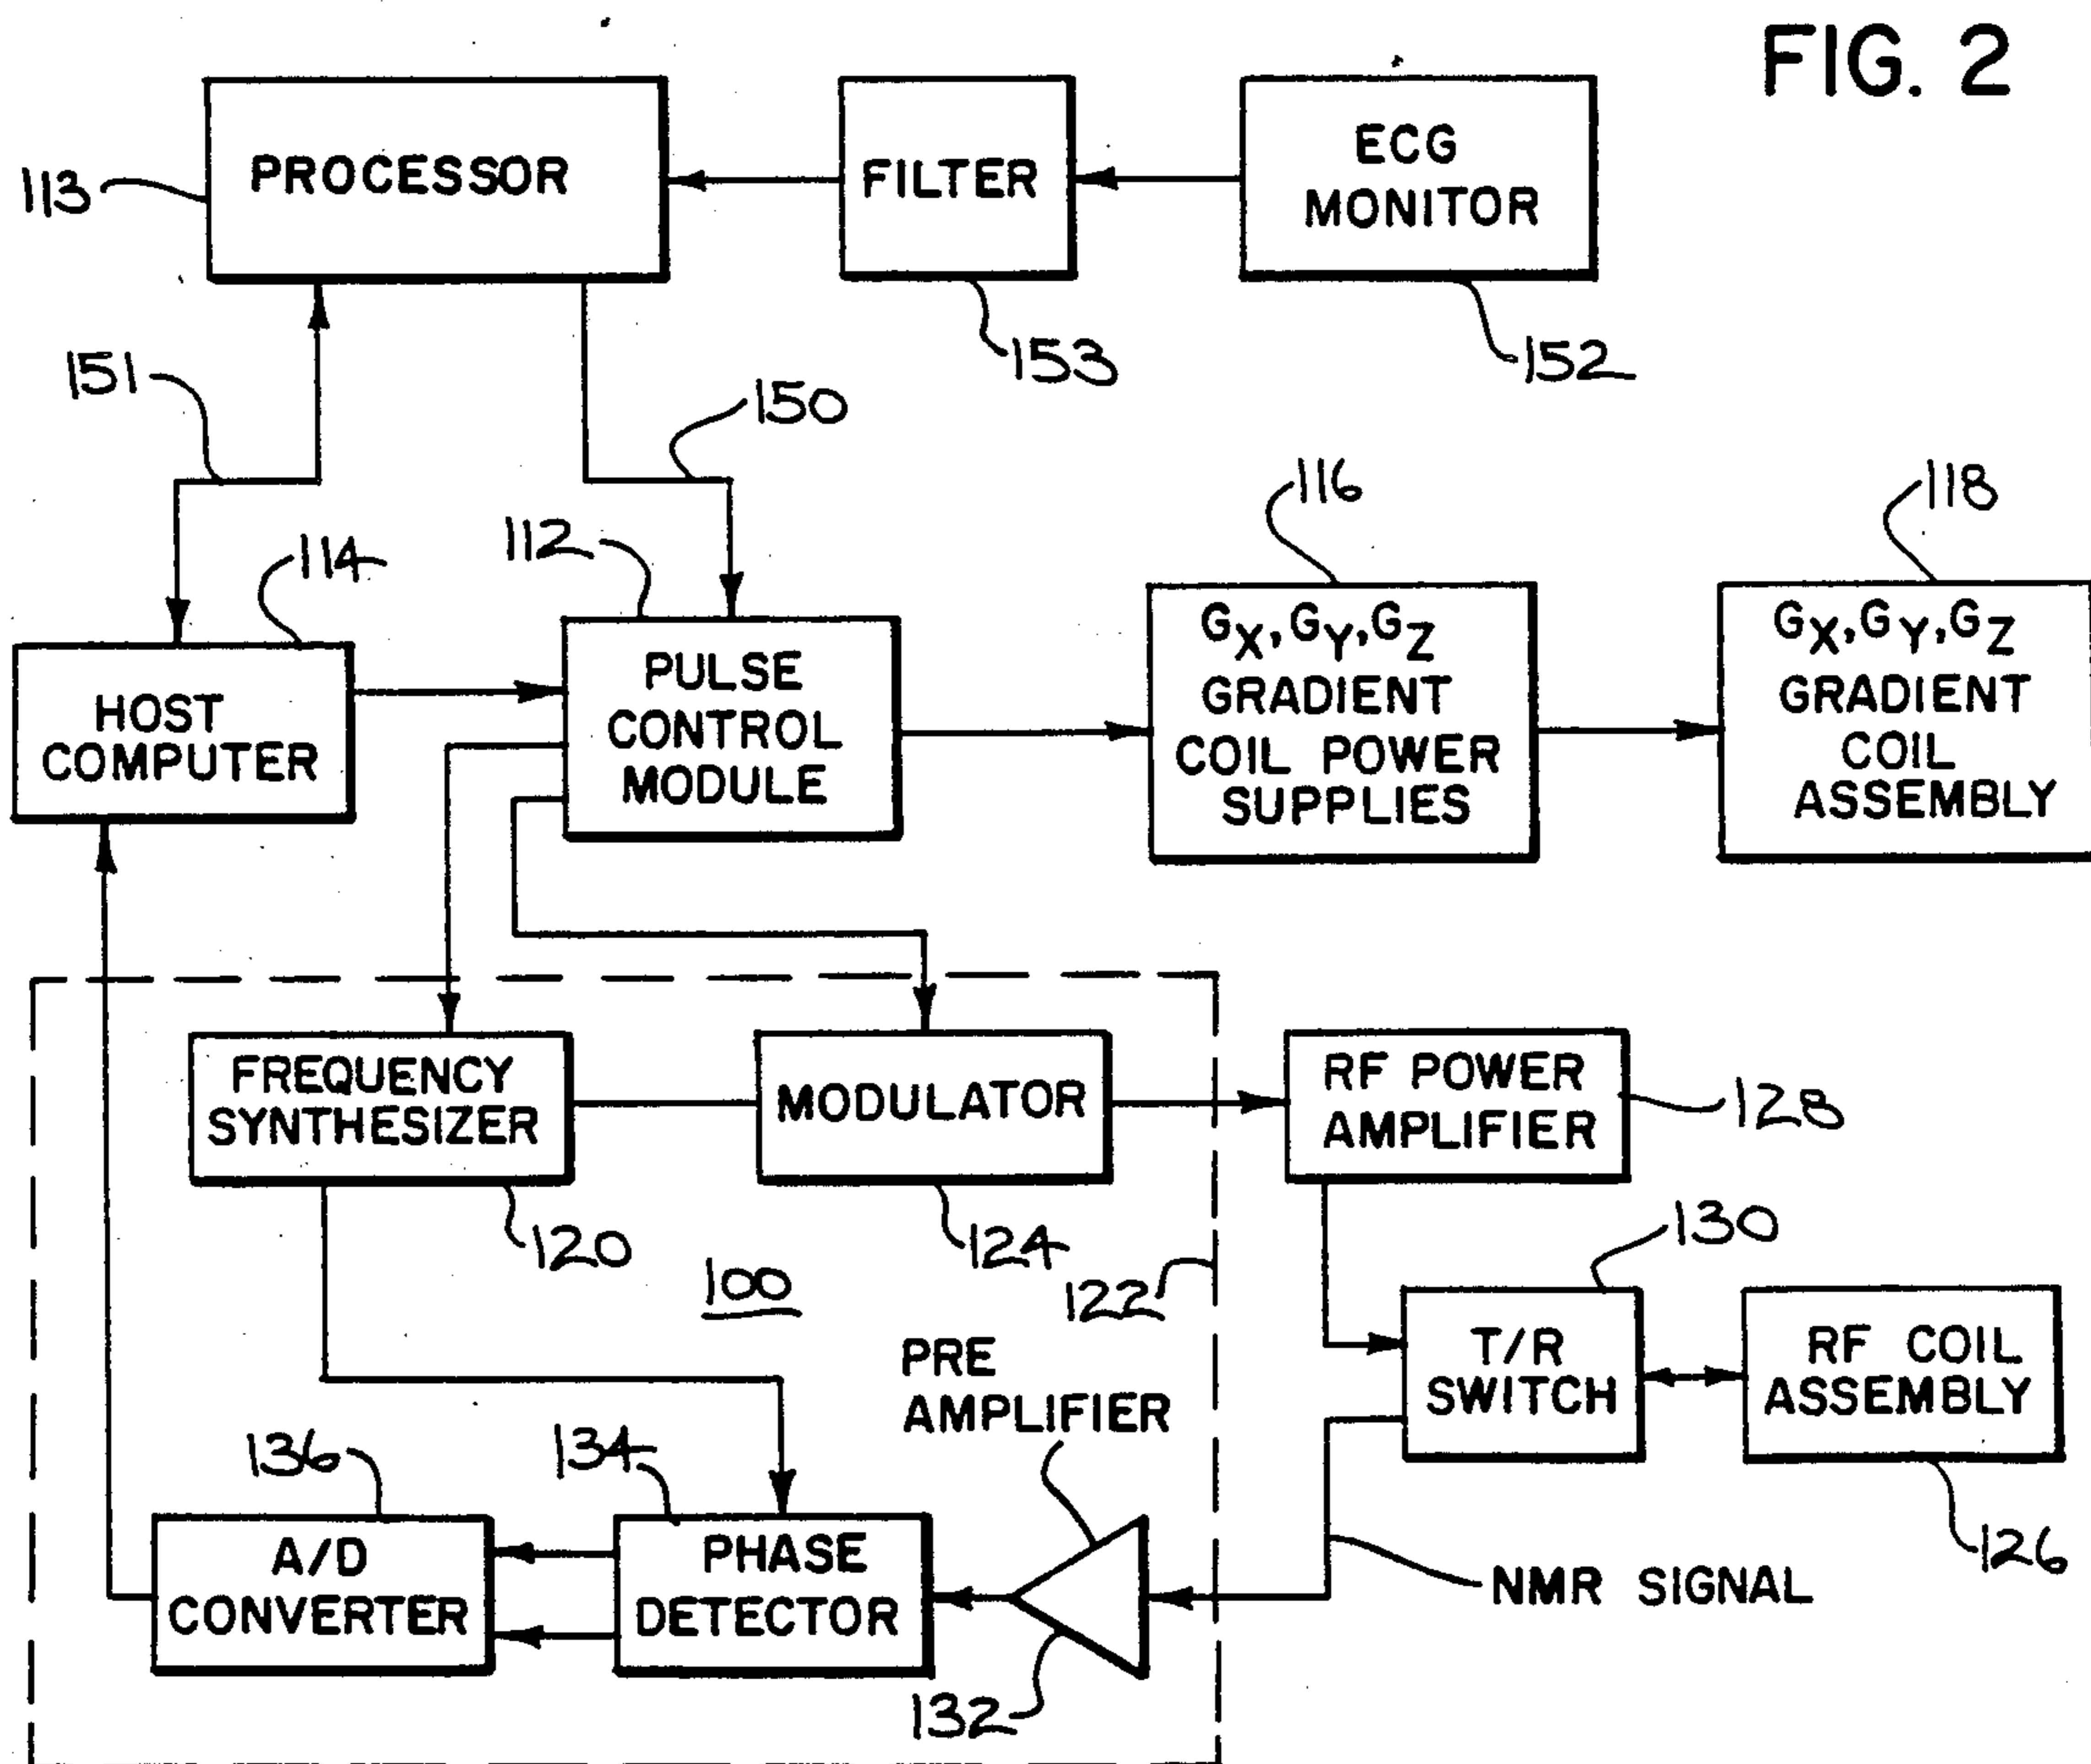 FIG. 2
PROCESSOR
FILTER
ECG
MONITOR
113
153
152
151
150
116
118
114
112
HOST
COMPUTER
PULSE
CONTROL
MODULE
GX, GY, GZ
GRADIENT
COIL POWER
SUPPLIES
GX, GY, GZ
GRADIENT
COIL
ASSEMBLY
FREQUENCY
SYNTHESIZER
MODULATOR
RF POWER
AMPLIFIER
128
120
124
100
122
130
PRE
AMPLIFIER
T/R
SWITCH
RF COIL
ASSEMBLY
136
134
126
A/D
CONVERTER
PHASE
DETECTOR
NMR SIGNAL
132